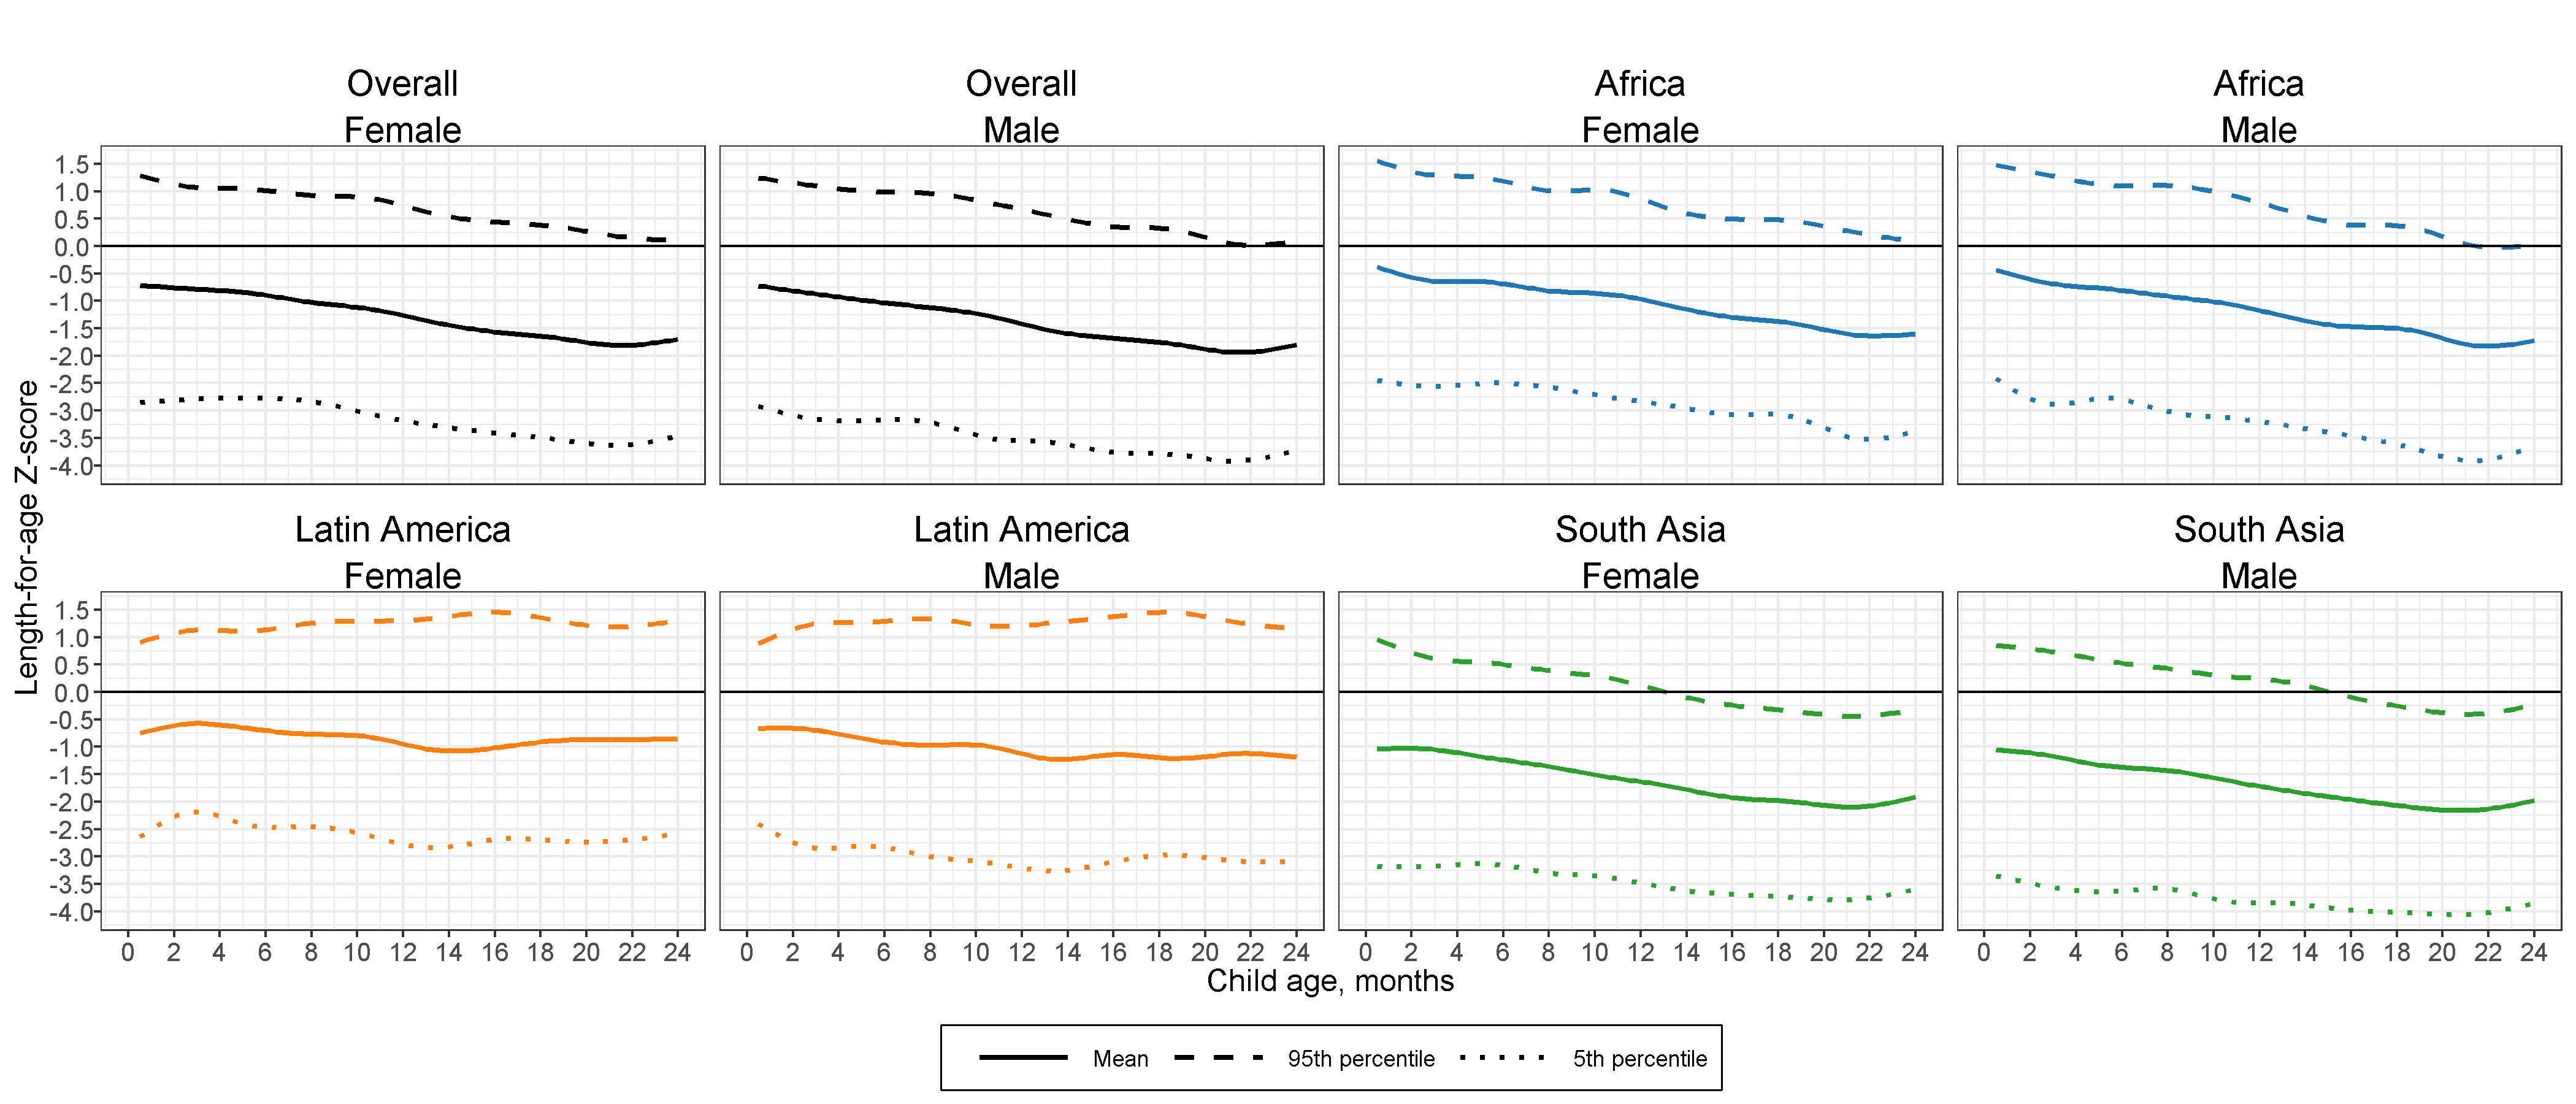 Overall
Female
Overall
Male
Africa
Female
Africa
Male
1.5
1.0
0.5
0.0
-0.5
-1.0
-1.5
-2.0
-2.5
-3.0
-3.5
-4.0
Length-for-age Z-score
Latin America
Female
Latin America
Male
South Asia
Female
South Asia
Male
1.5
1.0
0.5
0.0
-0.5
-1.0
-1.5
-2.0
-2.5
-3.0
-3.5
-4.0
0 2 4 6 8 10 12 14 16 18 20 22 24
0 2 4 6 8 10 12 14 16 18 20 22 24
0 2 4 6 8 10 12 14 16 18 20 22 24
0 2 4 6 8 10 12 14 16 18 20 22 24
Child age, months
Mean 95th percentile 5th percentile